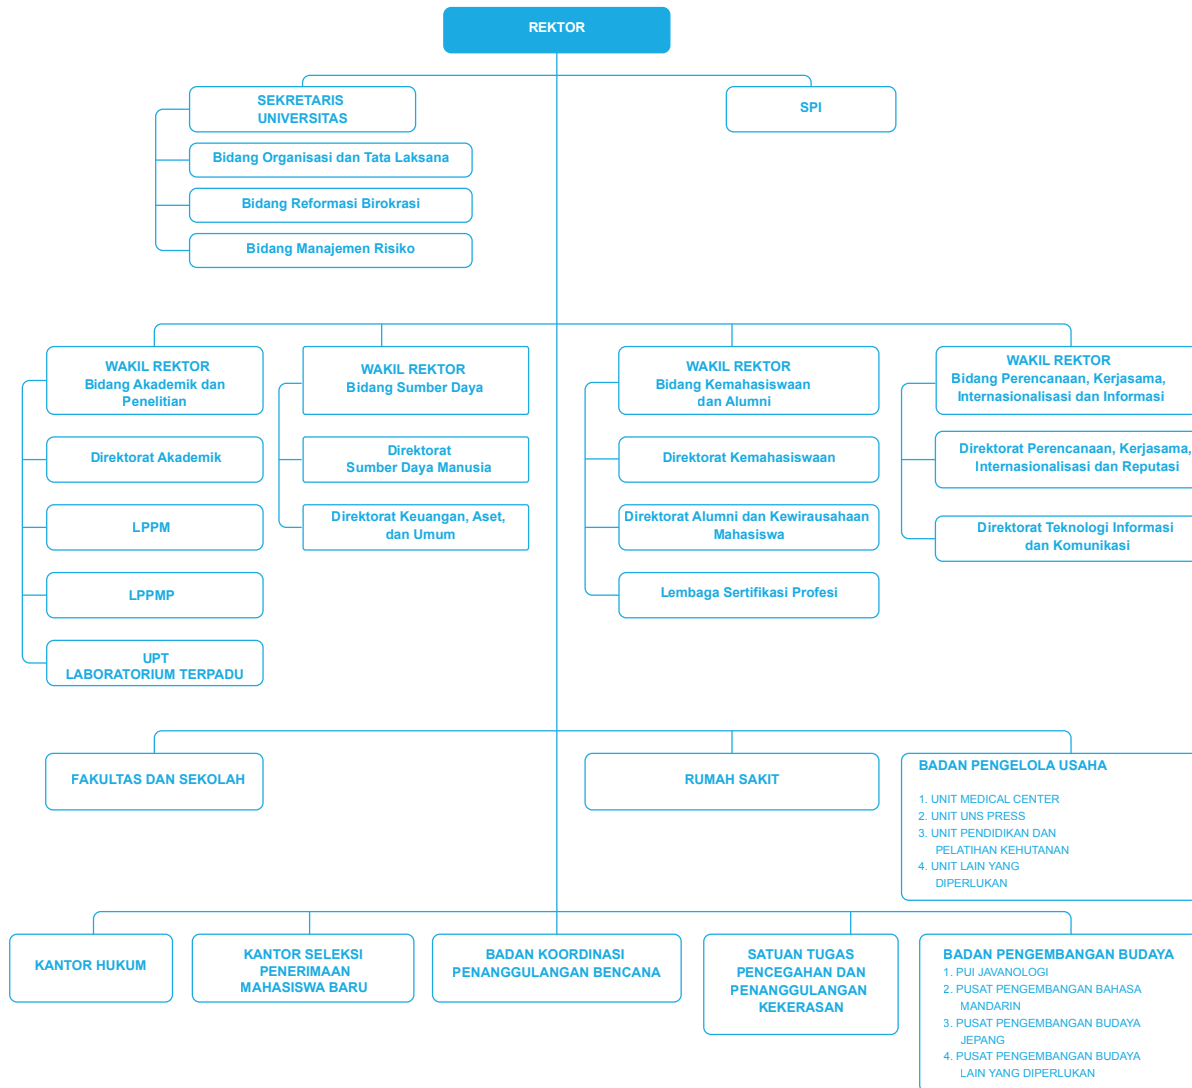 REKTOR
SEKRETARIS
UNIVERSITAS
SPI
Bidang Organisasi dan Tata Laksana
Bidang Reformasi Birokrasi
Bidang Manajemen Risiko
WAKIL REKTOR
Bidang Akademik dan
Penelitian
Direktorat Akademik
LPPM
LPPMP
UPT
LABORATORIUM TERPADU
WAKIL REKTOR
Bidang Sumber Daya
Direktorat
Sumber Daya Manusia
Direktorat Keuangan, Aset,
dan Umum
WAKIL REKTOR
Bidang Kemahasiswaan
dan Alumni
Direktorat Kemahasiswaan
Direktorat Alumni dan Kewirausahaan
Mahasiswa
Lembaga Sertifikasi Profesi
WAKIL REKTOR
Bidang Perencanaan, Kerjasama,
Internasionalisasi dan Informasi
Direktorat Perencanaan, Kerjasama,
Internasionalisasi dan Reputasi
Direktorat Teknologi Informasi
dan Komunikasi
FAKULTAS DAN SEKOLAH
RUMAH SAKIT
BADAN PENGELOLA USAHA
1. UNIT MEDICAL CENTER
2. UNIT UNS PRESS
3. UNIT PENDIDIKAN DAN
PELATIHAN KEHUTANAN
4. UNIT LAIN YANG
DIPERLUKAN
KANTOR HUKUM
KANTOR SELEKSI
PENERIMAAN
MAHASISWA BARU
BADAN KOORDINASI
PENANGGULANGAN BENCANA
SATUAN TUGAS
PENCEGAHAN DAN
PENANGGULANGAN
KEKERASAN
BADAN PENGEMBANGAN BUDAYA
1. PUI JAVANOLOGI
2. PUSAT PENGEMBANGAN BAHASA
MANDARIN
3. PUSAT PENGEMBANGAN BUDAYA
JEPANG
4. PUSAT PENGEMBANGAN BUDAYA
LAIN YANG DIPERLUKAN